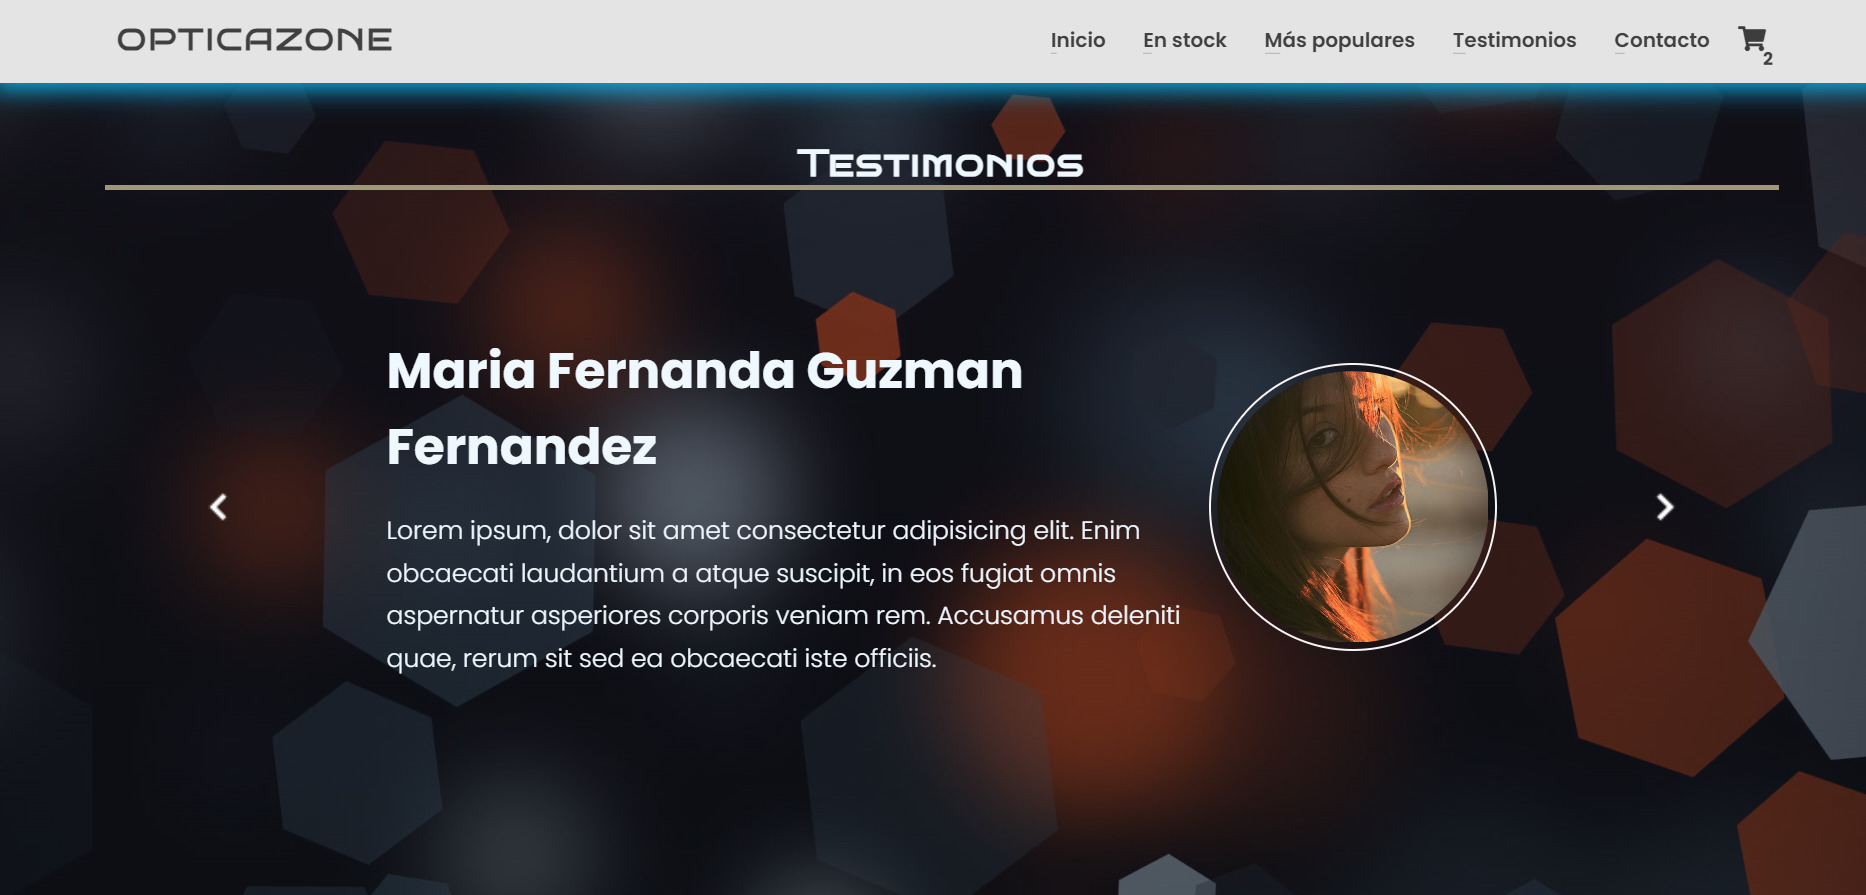 OPTICAZONE
Inicio En stock Más populares Testimonios Contacto 2
Testimonios
Maria Fernanda Guzman
Fernandez
Lorem ipsum, dolor sit amet consectetur adipisicing elit. Enim
obcaecati laudantium a atque suscipit, in eos fugiat omnis
aspernatur asperiores corporis veniam rem. Accusamus deleniti
quae, rerum sit sed ea obcaecati iste officiis.